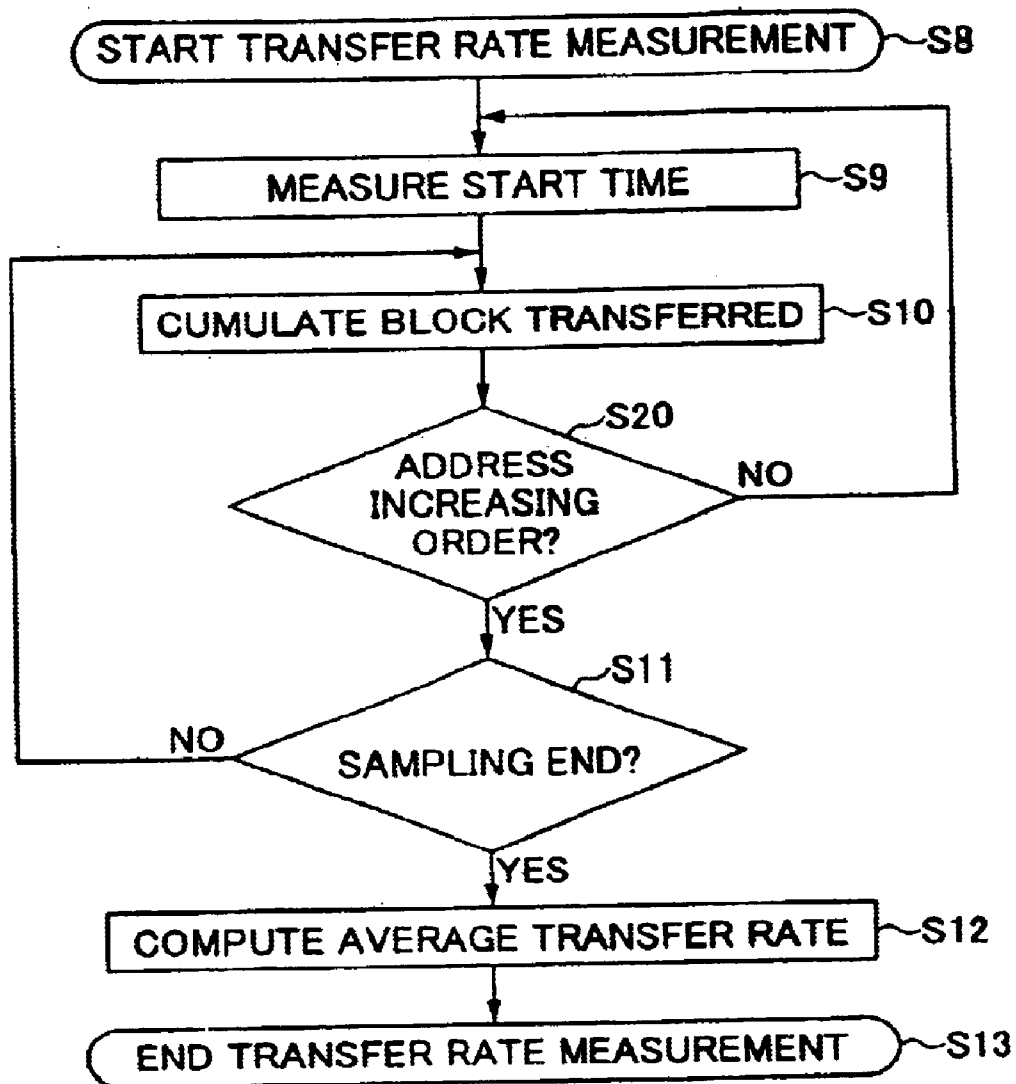 START TRANSFER RATE MEASUREMENT S8
MEASURE START TIME S9
CUMULATE BLOCK TRANSFERRED S10
S20
ADDRESS
INCREASING
ORDER?
NO
YES
S11
NO
SAMPLING END?
YES
COMPUTE AVERAGE TRANSFER RATE S12
END TRANSFER RATE MEASUREMENT S13